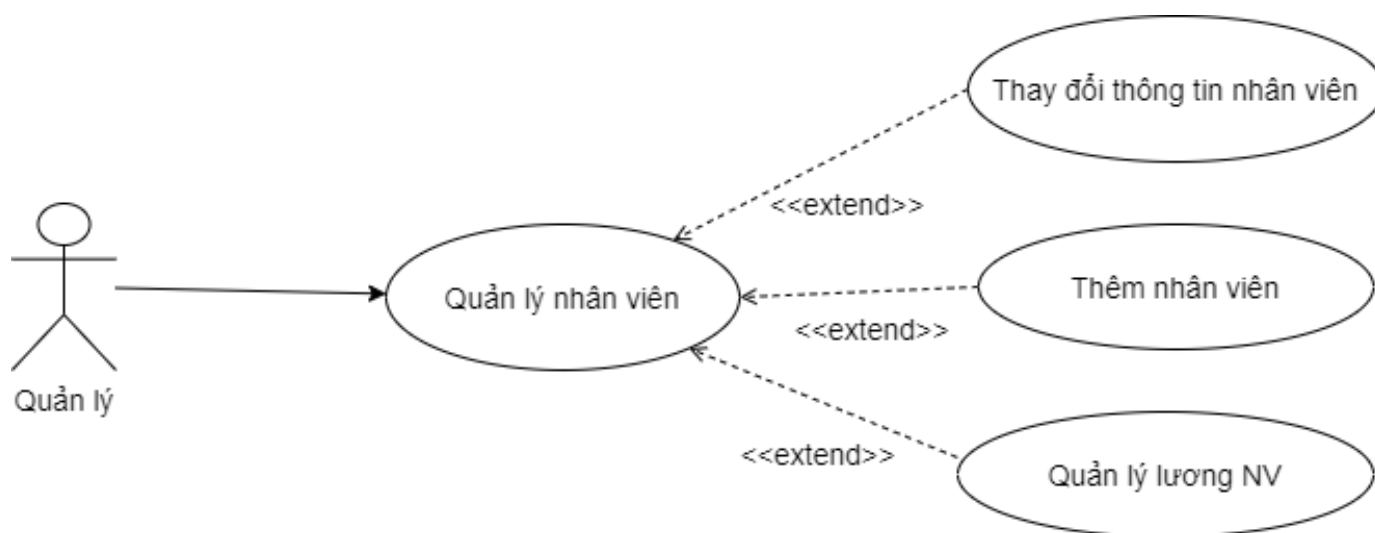 Thay đổi thông tin nhân viên
<<extend>>
Quản lý nhân viên
Thêm nhân viên
<<extend>>
Quản lý
<<extend>>
Quản lý lương NV